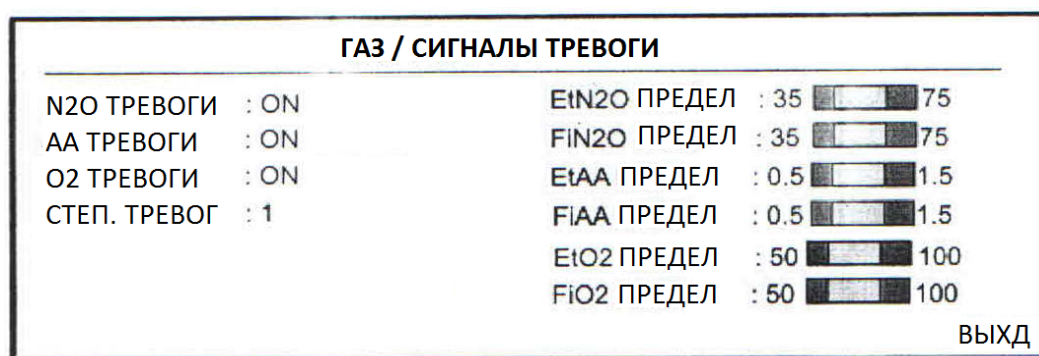 ГАЗ / СИГНАЛЫ ТРЕВОГИ
N2O ТРЕВОГИ : ON
АА ТРЕВОГИ : ON
О2 ТРЕВОГИ : ON
СТЕП. ТРЕВОГ : 1
EtN2O ПРЕДЕЛ : 35 75
FiN2O ПРЕДЕЛ : 35 75
EtAA ПРЕДЕЛ : 0.5 1.5
FiAA ПРЕДЕЛ : 0.5 1.5
EtO2 ПРЕДЕЛ : 50 100
FiO2 ПРЕДЕЛ : 50 100
ВЫХД